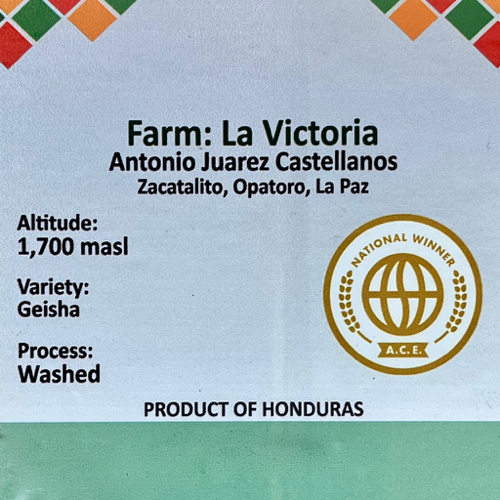 Farm: La Victoria
Antonio Juarez Castellanos
Zacatalito, Opatoro, La Paz
Altitude:
1,700 masl
Variety:
Geisha
Process:
Washed
NATIONAL WINNER
A.C.E.
PRODUCT OF HONDURAS